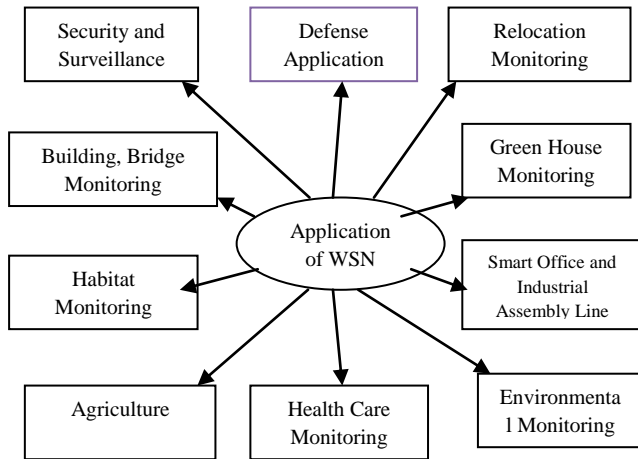 Security and
Surveillance
Defense
Application
Relocation
Monitoring
Building, Bridge
Monitoring
Green House
Monitoring
Application
of WSN
Habitat
Monitoring
Smart Office and
Industrial
Assembly Line
Agriculture
Health Care
Monitoring
Environmenta
l Monitoring